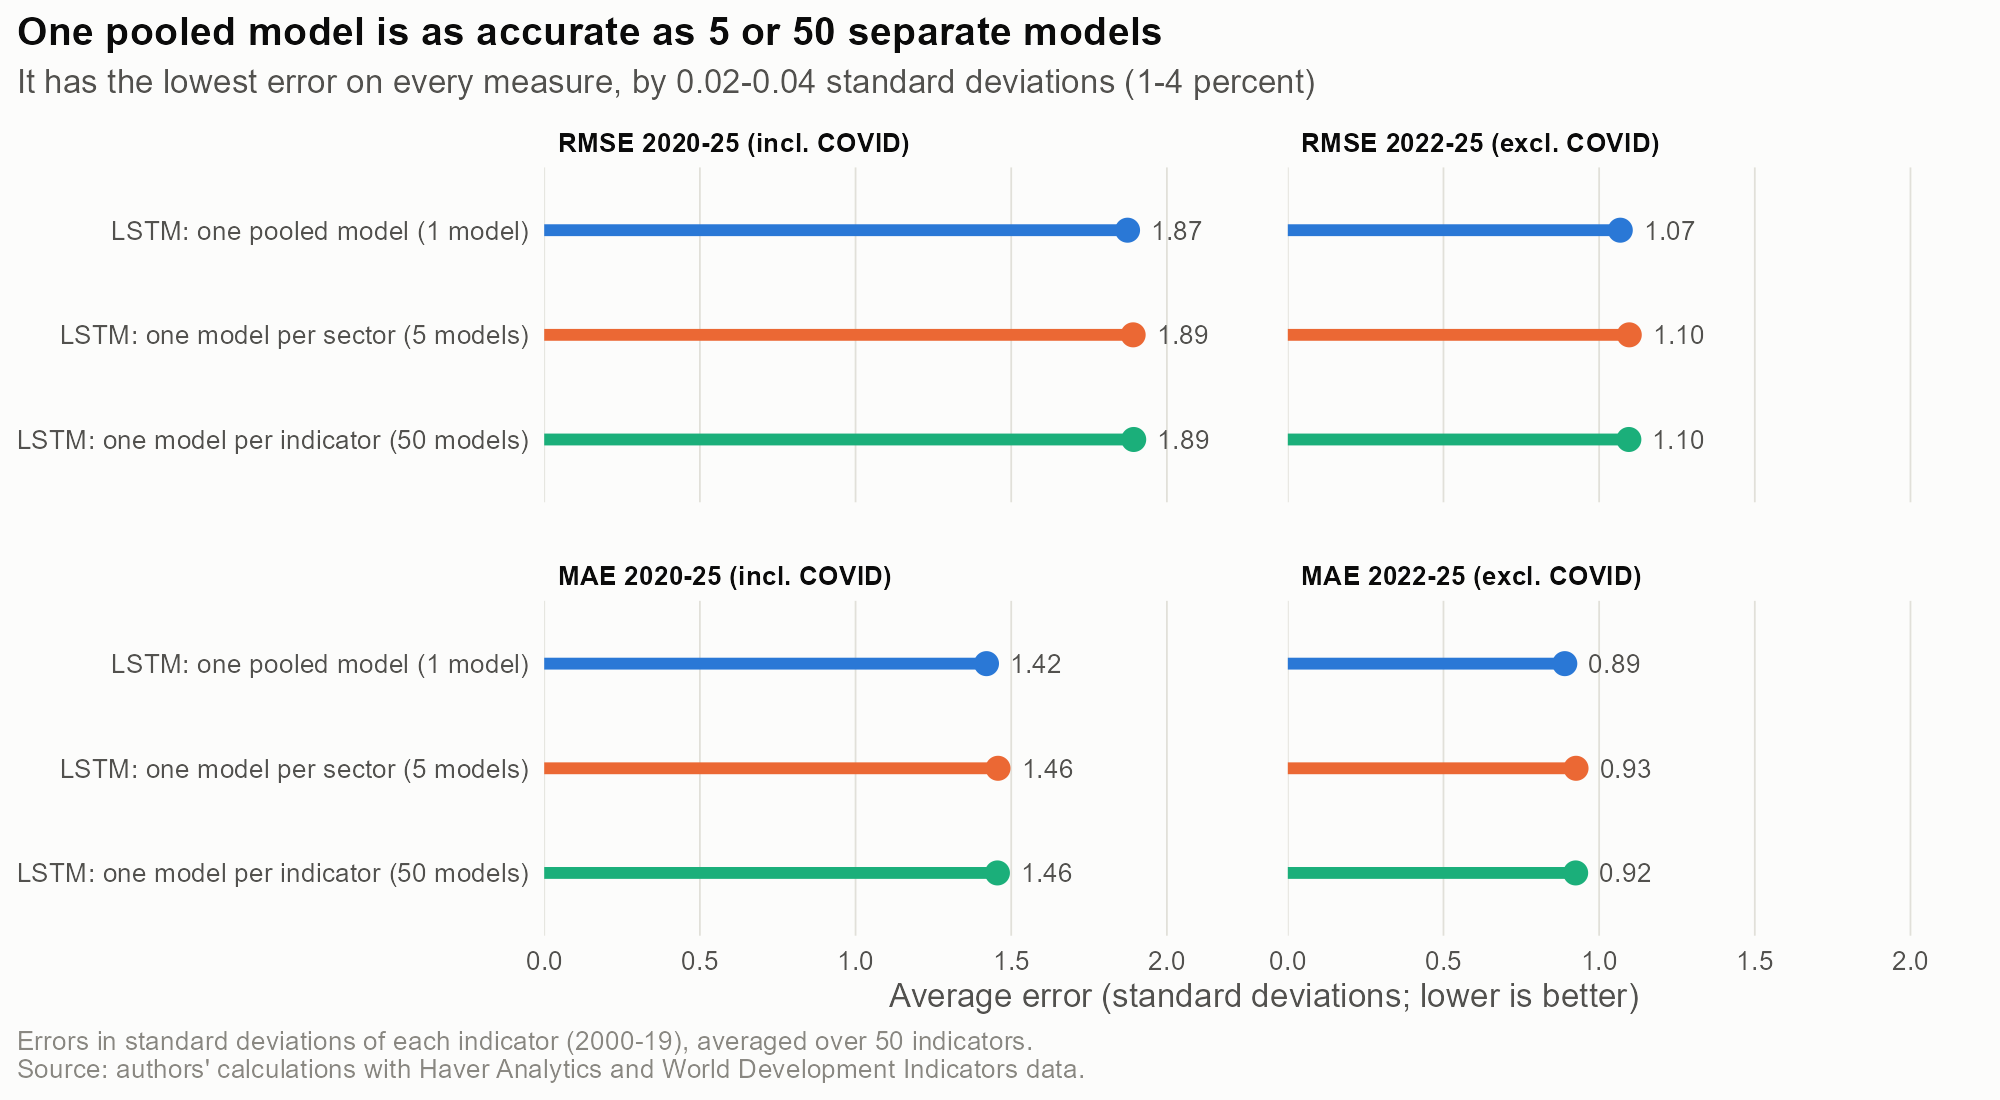 One pooled model is as accurate as 5 or 50 separate models
It has the lowest error on every measure, by 0.02-0.04 standard deviations (1-4 percent)
RMSE 2020-25 (incl. COVID)
RMSE 2022-25 (excl. COVID)
LSTM: one pooled model (1 model)
1.87
1.07
LSTM: one model per sector (5 models)
1.89
1.10
LSTM: one model per indicator (50 models)
1.89
1.10
MAE 2020-25 (incl. COVID)
MAE 2022-25 (excl. COVID)
LSTM: one pooled model (1 model)
1.42
0.89
LSTM: one model per sector (5 models)
1.46
0.93
LSTM: one model per indicator (50 models)
1.46
0.92
0.0 0.5 1.0 1.5 2.0 0.0 0.5 1.0 1.5 2.0
Average error (standard deviations; lower is better)
Errors in standard deviations of each indicator (2000-19), averaged over 50 indicators.
Source: authors' calculations with Haver Analytics and World Development Indicators data.